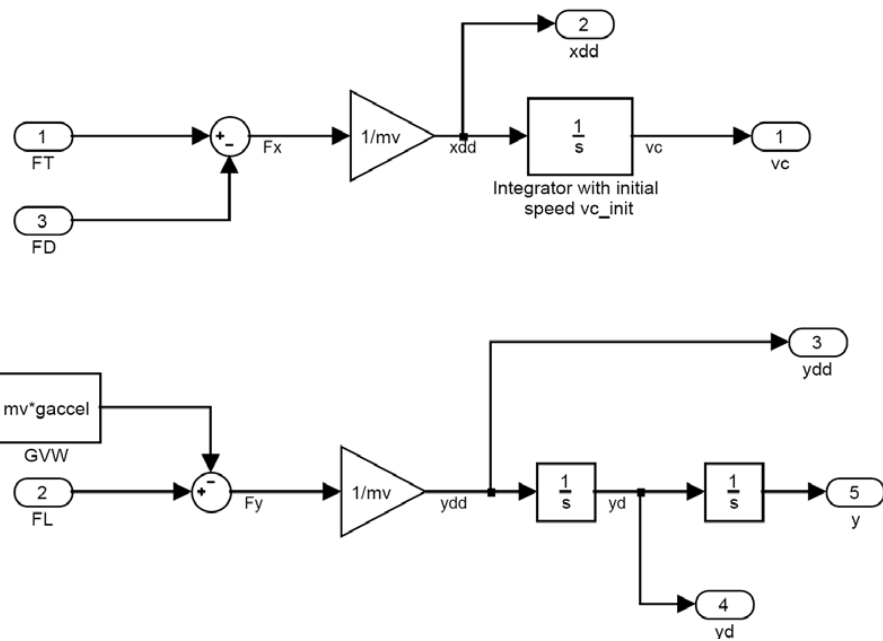 2
xdd
1
FT
+
-
Fx
1/mv
xdd
1
s
vc
1
vc
Integrator with initial
speed vc_init
3
FD
3
ydd
mv*gaccel
GVW
-
+
2
FL
Fy
1/mv
ydd
1
s
yd
1
s
5
y
4
yd